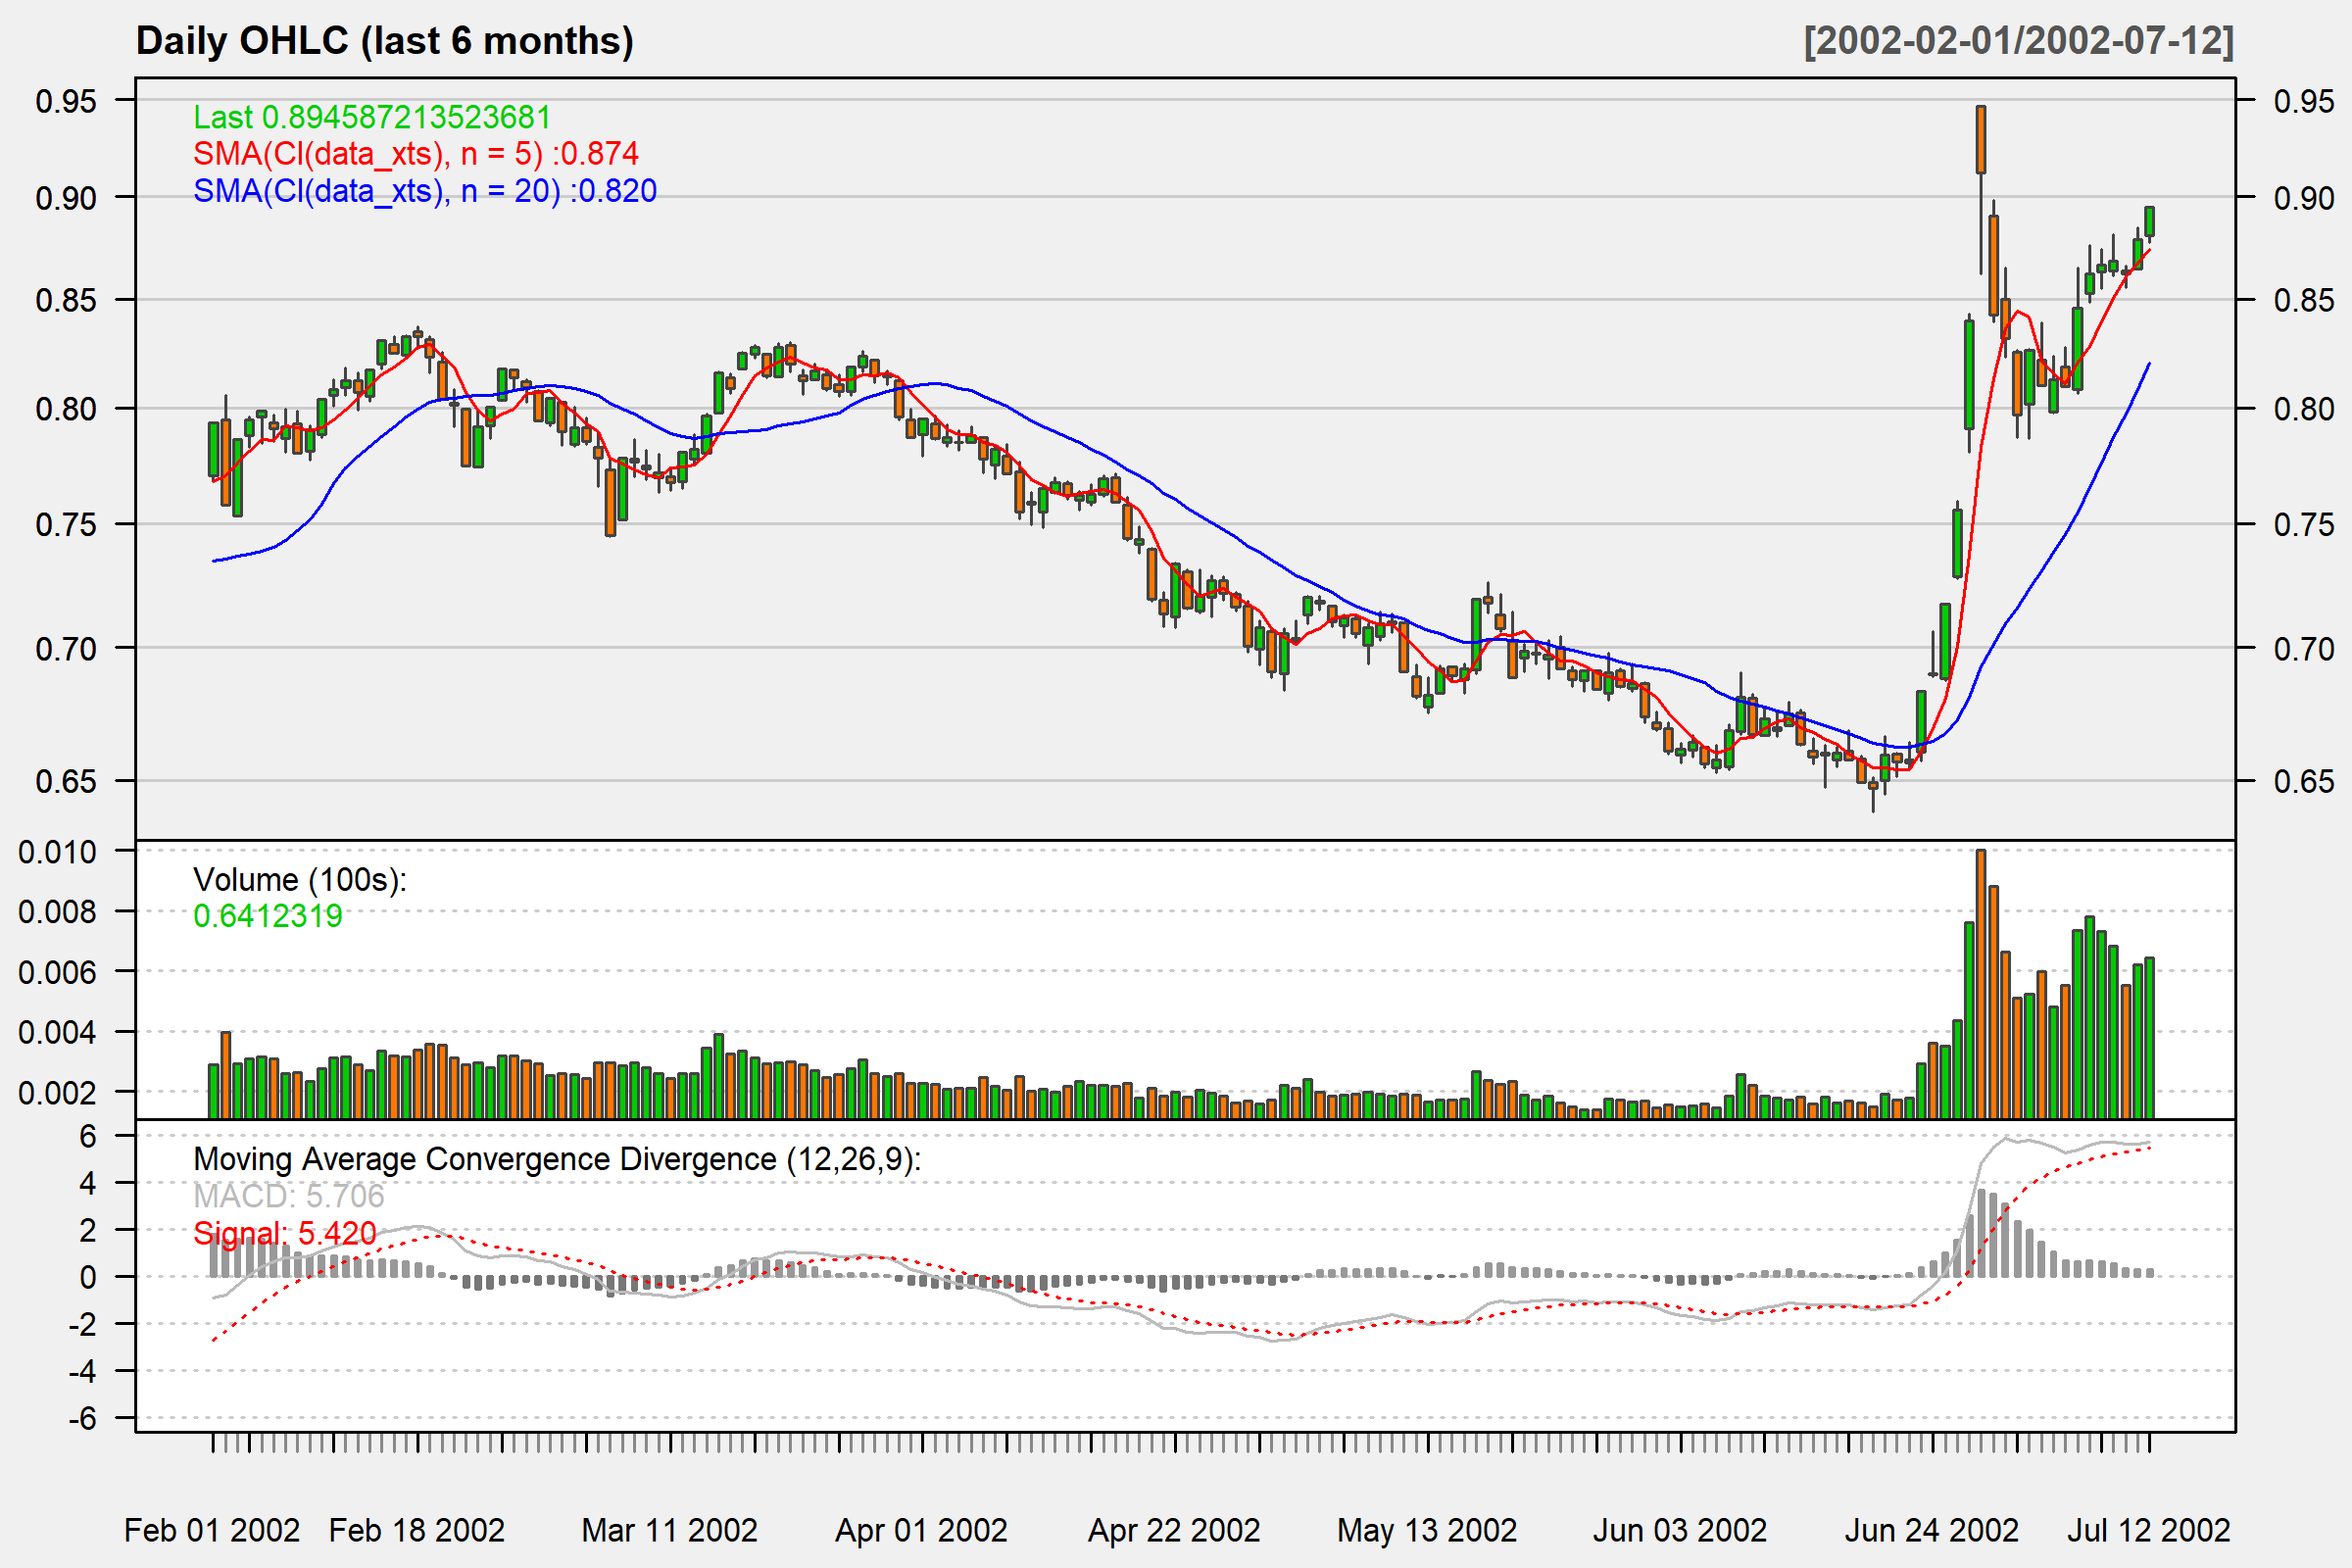 Daily OHLC (last 6 months) [2002-02-01/2002-07-12]
Last 0.894587213523681
SMA(Cl(data_xts), n = 5) :0.874
SMA(Cl(data_xts), n = 20) :0.820
0.95 0.95
0.90 0.90
0.85 0.85
0.80 0.80
0.75 0.75
0.70 0.70
0.65 0.65
Volume (100s):
0.6412319
0.010
0.008
0.006
0.004
0.002
Moving Average Convergence Divergence (12,26,9):
MACD: 5.706
Signal: 5.420
6
4
2
0
-2
-4
-6
Feb 01 2002 Feb 18 2002 Mar 11 2002 Apr 01 2002 Apr 22 2002 May 13 2002 Jun 03 2002 Jun 24 2002 Jul 12 2002